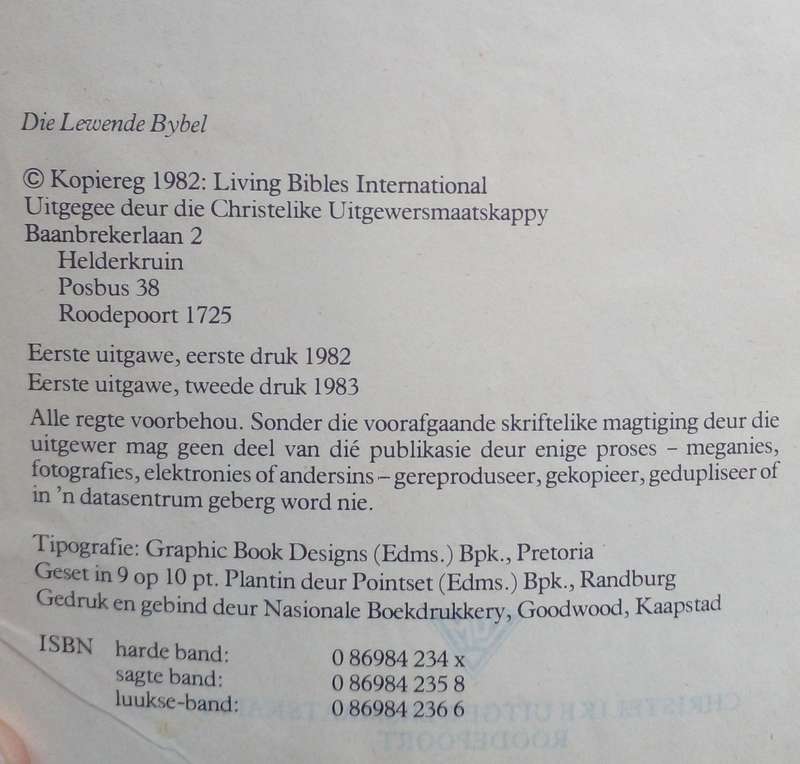 Die Lewende Bybel
© Kopiereg 1982: Living Bibles International
Uitgegee deur die Christelike Uitgewersmaatskappy
Baanbrekerlaan 2
Helderkruin
Posbus 38
Roodepoort 1725
Eerste uitgawe, eerste druk 1982
Eerste uitgawe, tweede druk 1983
Alle regte voorbehou. Sonder die voorafgaande skriftelike magtiging deur die
uitgewer mag geen deel van dié publikasie deur enige proses – meganies,
fotografies, elektronies of andersins – gereproduseer, gekopieer, gedupliseer of
in 'n datasentrum geberg word nie.
Tipografie: Graphic Book Designs (Edms.) Bpk., Pretoria
Geset in 9 op 10 pt. Plantin deur Pointset (Edms.) Bpk., Randburg
Gedruk en gebind deur Nasionale Boekdrukkery, Goodwood, Kaapstad
ISBN harde band: 0 86984 234 x
sagte band: 0 86984 235 8
luukse-band: 0 86984 236 6